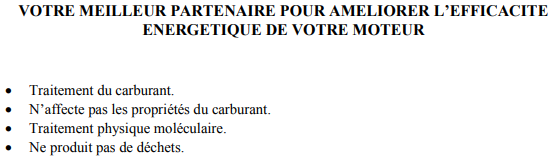 VOTRE MEILLEUR PARTENAIRE POUR AMELIORER L’EFFICACITE
ENERGETIQUE DE VOTRE MOTEUR
• Traitement du carburant.
• N’affecte pas les propriétés du carburant.
• Traitement physique moléculaire.
• Ne produit pas de déchets.